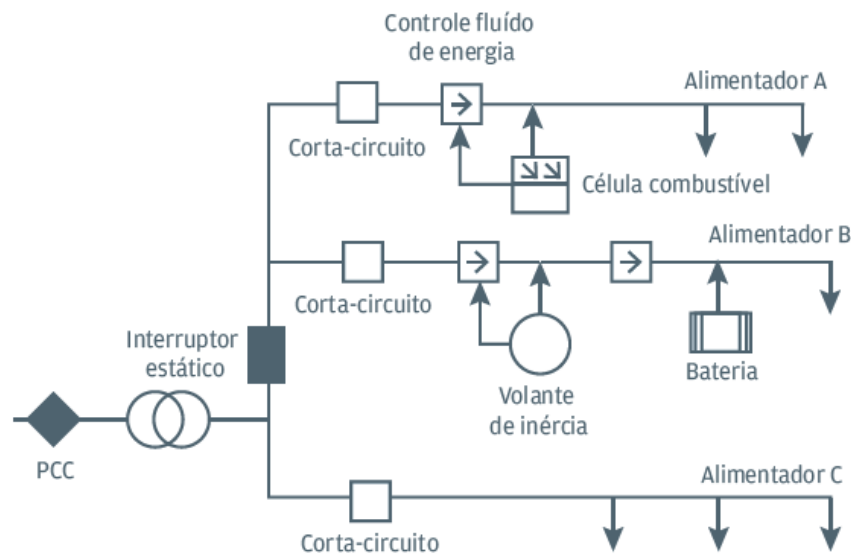 Controle fluído
de energia
Alimentador A
Corta-circuito
Célula combustível
Alimentador B
Corta-circuito
Interruptor
estático
Bateria
Volante
de inércia
PCC
Alimentador C
Corta-circuito